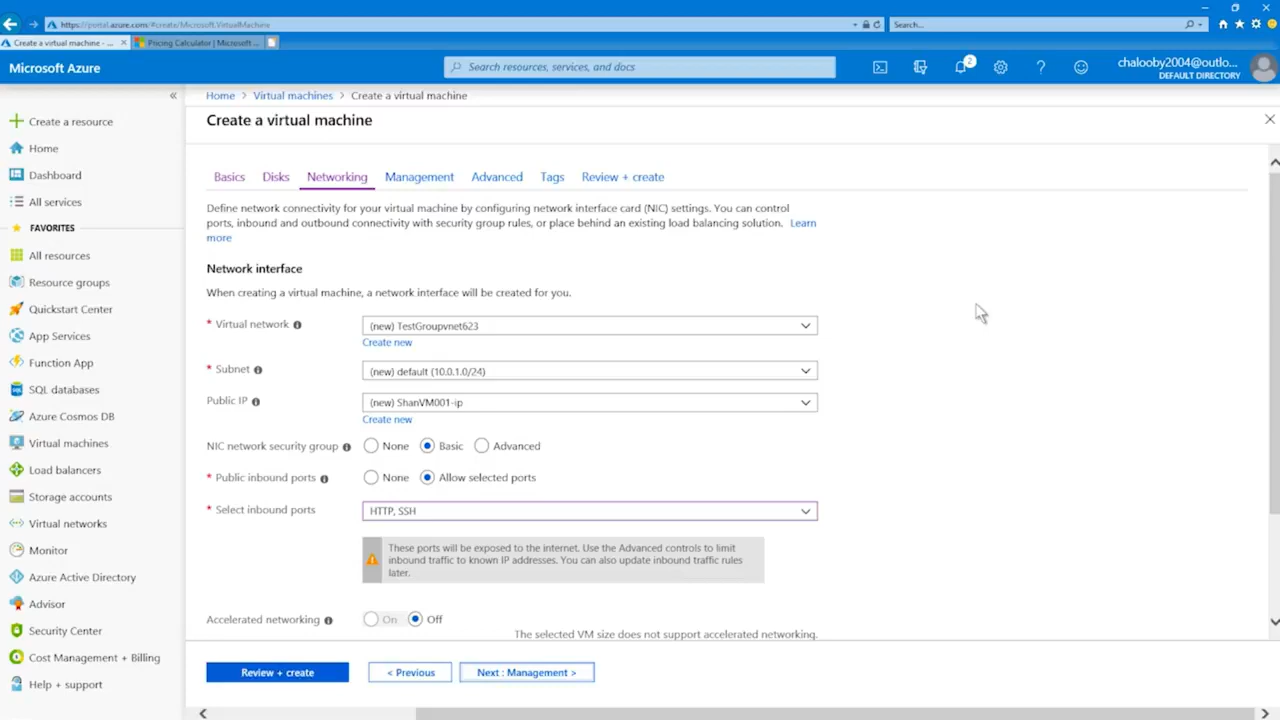 https://portal.azure.com/#create/Microsoft.VirtualMachine
Search...
Create a virtual machine - ...
Pricing Calculator | Microsoft ...
Microsoft Azure
Search resources, services, and docs
2
chalooby2004@outlo...
DEFAULT DIRECTORY
Create a resource
Home
Dashboard
All services
FAVORITES
All resources
Resource groups
Quickstart Center
App Services
Function App
SQL databases
Azure Cosmos DB
Virtual machines
Load balancers
Storage accounts
Virtual networks
Monitor
Azure Active Directory
Advisor
Security Center
Cost Management + Billing
Help + support
Home > Virtual machines > Create a virtual machine
Create a virtual machine
Basics Disks Networking Management Advanced Tags Review + create
Define network connectivity for your virtual machine by configuring network interface card (NIC) settings. You can control
ports, inbound and outbound connectivity with security group rules, or place behind an existing load balancing solution. Learn
more
Network interface
When creating a virtual machine, a network interface will be created for you.
* Virtual network (new) TestGroupvnet623
Create new
* Subnet (new) default (10.0.1.0/24)
Public IP (new) ShanVM001-ip
Create new
NIC network security group None Basic Advanced
* Public inbound ports None Allow selected ports
* Select inbound ports HTTP, SSH
These ports will be exposed to the internet. Use the Advanced controls to limit
inbound traffic to known IP addresses. You can also update inbound traffic rules
later.
Accelerated networking On Off
The selected VM size does not support accelerated networking.
Review + create < Previous Next : Management >